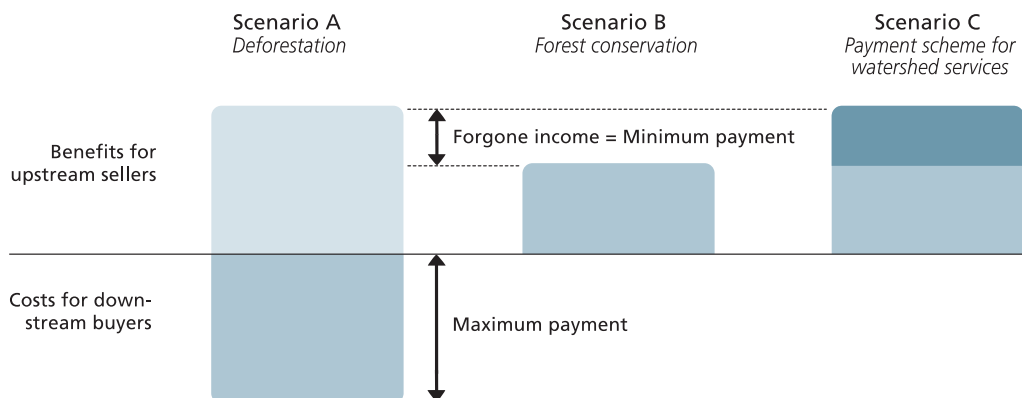 Scenario A
Deforestation
Scenario B
Forest conservation
Scenario C
Payment scheme for
watershed services
Benefits for
upstream sellers
Forgone income = Minimum payment
Costs for down-
stream buyers
Maximum payment